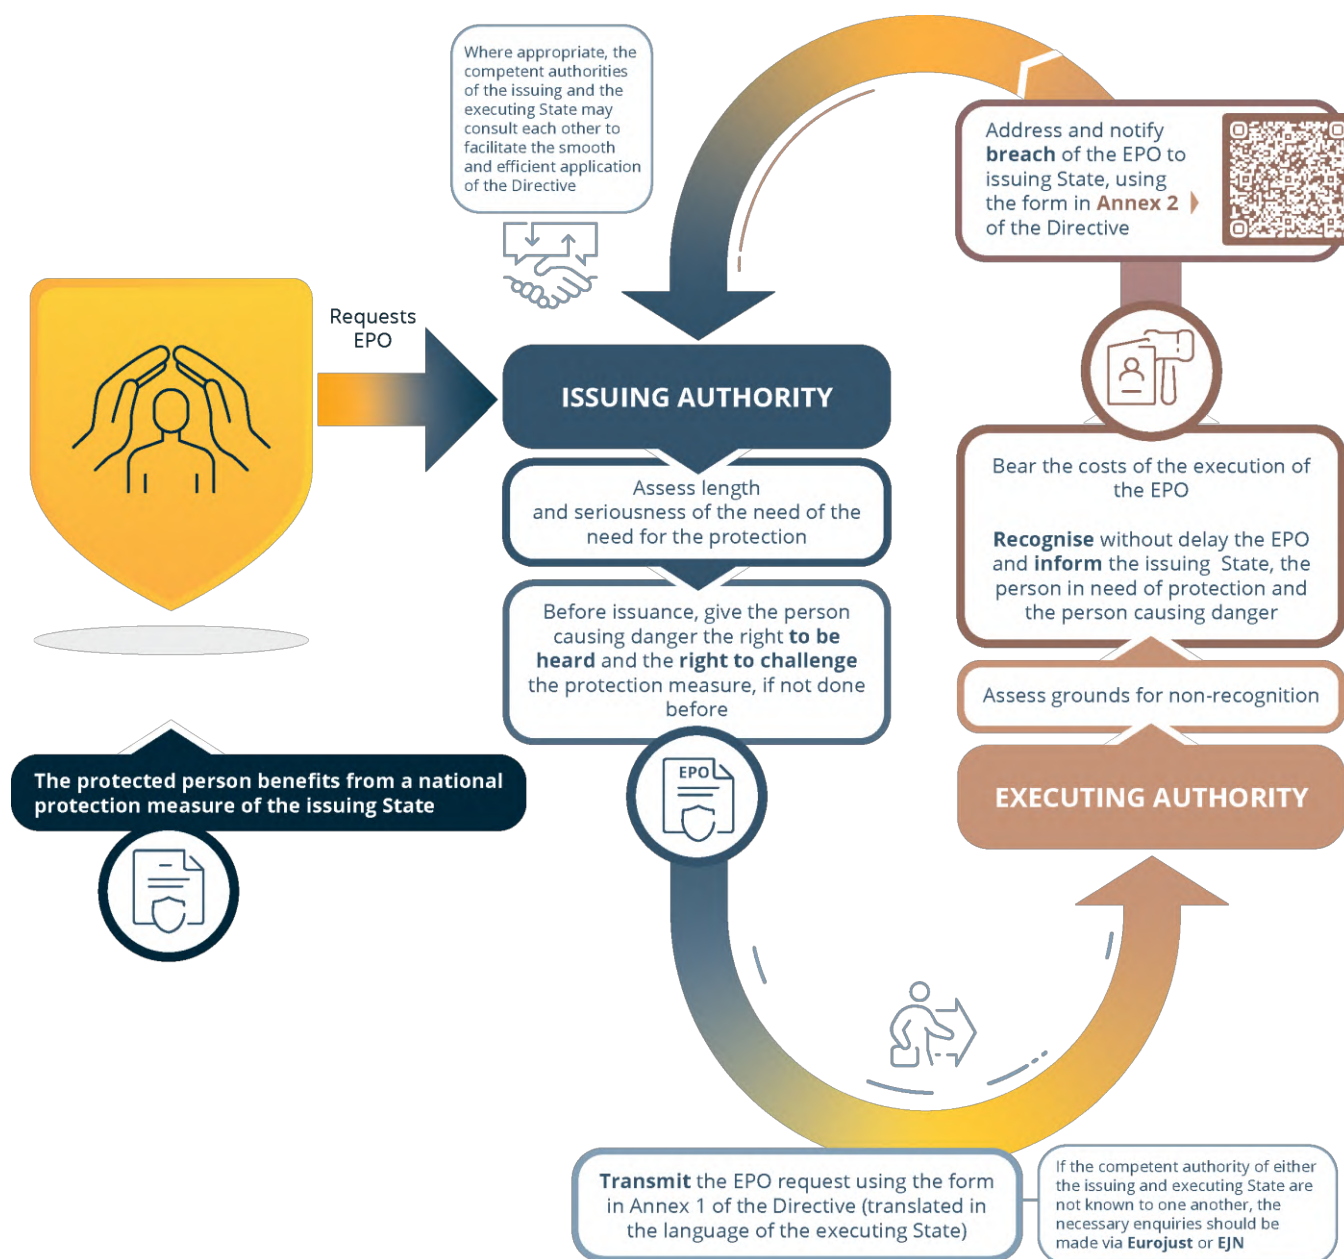 Where appropriate, the
competent authorities
of the issuing and the
executing State may
consult each other to
facilitate the smooth
and efficient application
of the Directive
Address and notify
breach of the EPO to
issuing State, using
the form in Annex 2
of the Directive
Requests
EPO
ISSUING AUTHORITY
Assess length
and seriousness of the need of the
need for the protection
Before issuance, give the person
causing danger the right to be
heard and the right to challenge
the protection measure, if not done
before
EPO
Bear the costs of the execution of
the EPO
Recognise without delay the EPO
and inform the issuing State, the
person in need of protection and
the person causing danger
Assess grounds for non-recognition
EXECUTING AUTHORITY
The protected person benefits from a national
protection measure of the issuing State
Transmit the EPO request using the form
in Annex 1 of the Directive (translated in
the language of the executing State)
If the competent authority of either
the issuing and executing State are
not known to one another, the
necessary enquiries should be
made via Eurojust or EJN